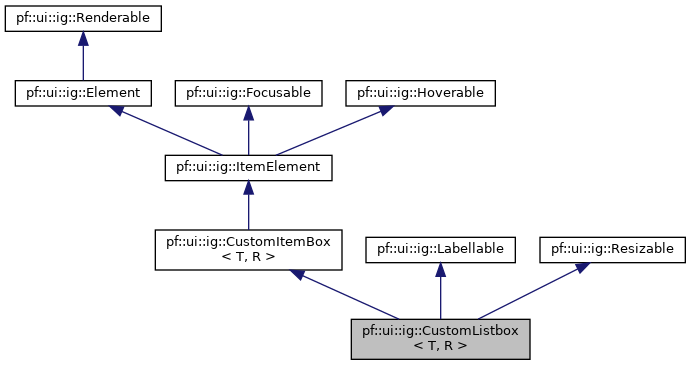 pf::ui::ig::Renderable
pf::ui::ig::Element
pf::ui::ig::Focusable
pf::ui::ig::Hoverable
pf::ui::ig::ItemElement
pf::ui::ig::CustomItemBox
< T, R >
pf::ui::ig::Labellable
pf::ui::ig::Resizable
pf::ui::ig::CustomListbox
< T, R >